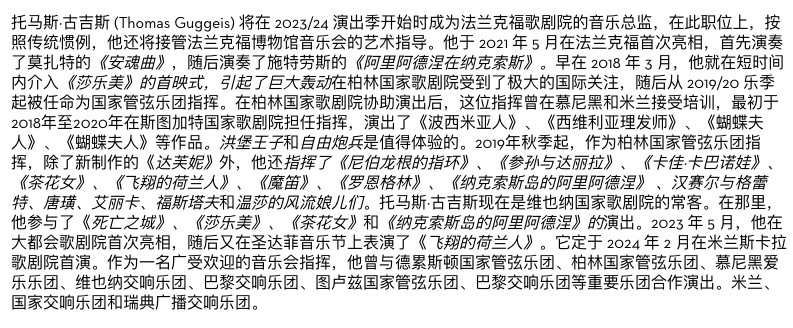 托马斯·古吉斯 (Thomas Guggeis) 将在 2023/24 演出季开始时成为法兰克福歌剧院的音乐总监，在此职位上，按
照传统惯例，他还将接管法兰克福博物馆音乐会的艺术指导。他于 2021 年 5 月在法兰克福首次亮相，首先演奏
了莫扎特的《安魂曲》，随后演奏了施特劳斯的《阿里阿德涅在纳克索斯》。早在 2018 年 3 月，他就在短时间
内介入《莎乐美》的首映式，引起了巨大轰动在柏林国家歌剧院受到了极大的国际关注，随后从 2019/20 乐季
起被任命为国家管弦乐团指挥。在柏林国家歌剧院协助演出后，这位指挥曾在慕尼黑和米兰接受培训，最初于
2018年至2020年在斯图加特国家歌剧院担任指挥，演出了《波西米亚人》、《西维利亚理发师》、《蝴蝶夫
人》、《蝴蝶夫人》等作品。洪堡王子和自由炮兵是值得体验的。2019年秋季起，作为柏林国家管弦乐团指
挥，除了新制作的《达芙妮》外，他还指挥了《尼伯龙根的指环》、《参孙与达丽拉》、《卡佳·卡巴诺娃》、
《茶花女》、《飞翔的荷兰人》、《魔笛》、《罗恩格林》、《纳克索斯岛的阿里阿德涅》 、汉赛尔与格蕾
特、唐璜、艾丽卡、福斯塔夫和温莎的风流娘儿们。托马斯·古吉斯现在是维也纳国家歌剧院的常客。在那里，
他参与了《死亡之城》、《莎乐美》、《茶花女》和《纳克索斯岛的阿里阿德涅》的演出。2023 年 5 月，他在
大都会歌剧院首次亮相，随后又在圣达菲音乐节上表演了《飞翔的荷兰人》。它定于 2024 年 2 月在米兰斯卡拉
歌剧院首演。作为一名广受欢迎的音乐会指挥，他曾与德累斯顿国家管弦乐团、柏林国家管弦乐团、慕尼黑爱
乐乐团、维也纳交响乐团、巴黎交响乐团、图卢兹国家管弦乐团、巴黎交响乐团等重要乐团合作演出。米兰、
国家交响乐团和瑞典广播交响乐团。